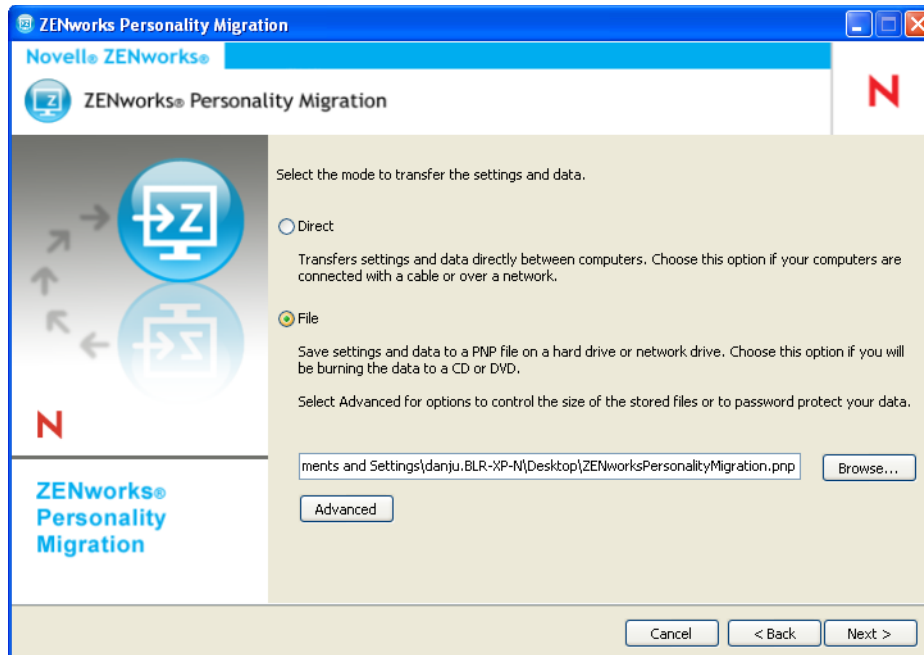 ZENworks Personality Migration
Novell® ZENworks®
ZENworks® Personality Migration
N
Select the mode to transfer the settings and data.
Direct
Transfers settings and data directly between computers. Choose this option if your computers are
connected with a cable or over a network.
File
Save settings and data to a PNP file on a hard drive or network drive. Choose this option if you will
be burning the data to a CD or DVD.
Select Advanced for options to control the size of the stored files or to password protect your data.
ments and Settings\danju.BLR-XP-N\Desktop\ZENworksPersonalityMigration.pnp
Browse...
Advanced
Z
N
ZENworks®
Personality
Migration
Cancel
< Back
Next >